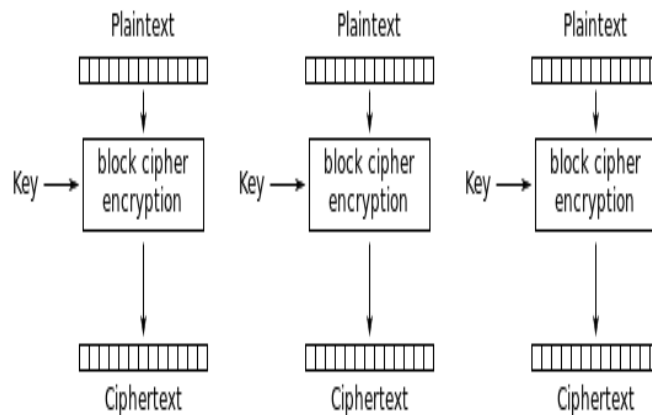 Plaintext Plaintext Plaintext
Key block cipher encryption Key block cipher encryption Key block cipher encryption
Ciphertext Ciphertext Ciphertext